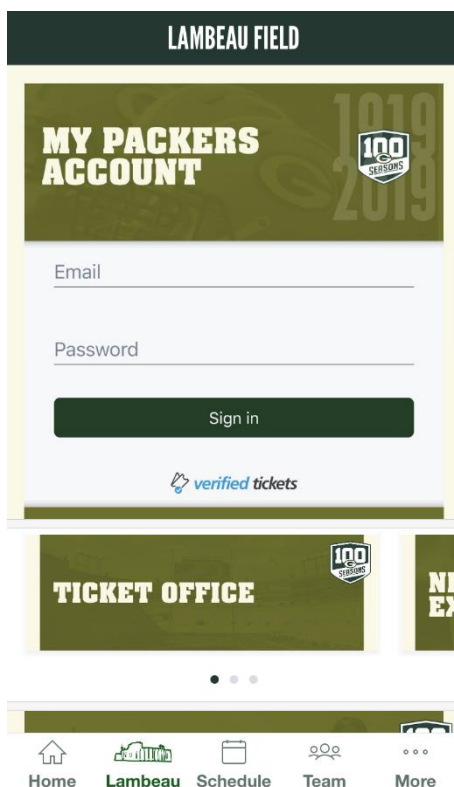 LAMBEAU FIELD
MY PACKERS
ACCOUNT
1919
2019
100
G
SEASONS
Email
Password
Sign in
verified tickets
TICKET OFFICE
100
SEASONS
Home
Lambeau
Schedule
Team
More